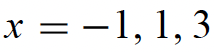 x = −1, 1, 3